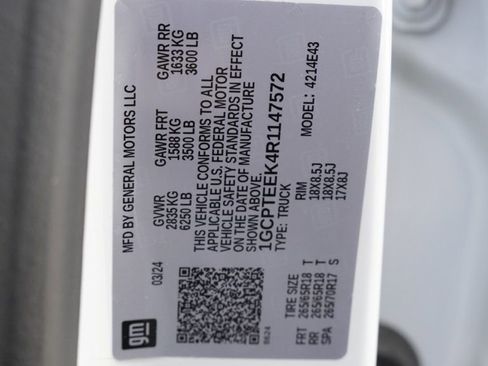 MFD BY GENERAL MOTORS LLC
03/24
gm
GVWR
2835 KG
6250 LB
GAWR FRT
1588 KG
3500 LB
GAWR RR
1633 KG
3600 LB
THIS VEHICLE CONFORMS TO ALL
APPLICABLE U.S. FEDERAL MOTOR
VEHICLE SAFETY STANDARDS IN EFFECT
ON THE DATE OF MANUFACTURE
SHOWN ABOVE.
1GCPTEEK4R1147572
TYPE: TRUCK
MODEL: 4214E43
8624
TIRE SIZE
RIM
FRT 265/65R18 T 18X8.5J
RR 265/65R18 T 18X8.5J
SPA 265/70R17 S 17X8J